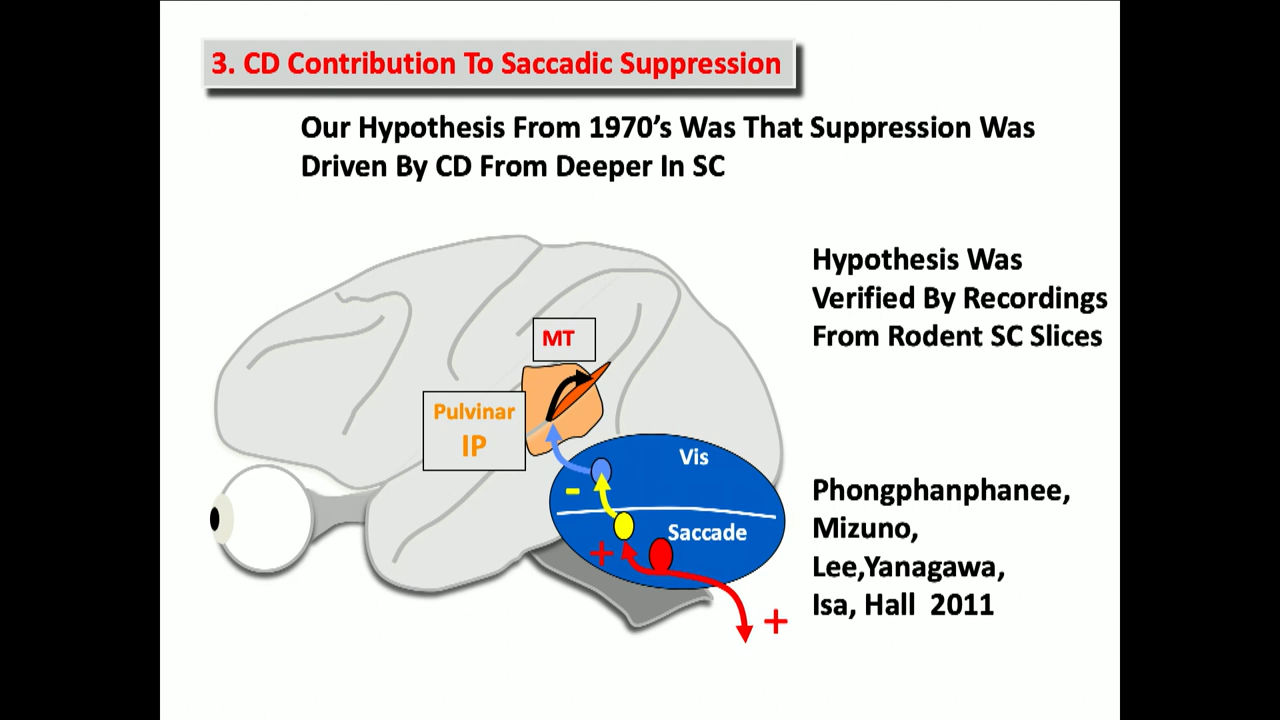 3. CD Contribution To Saccadic Suppression
Our Hypothesis From 1970's Was That Suppression Was
Driven By CD From Deeper In SC
Hypothesis Was
Verified By Recordings
From Rodent SC Slices
MT
Pulvinar
IP
Vis
-
Saccade
+
+
Phongphanphanee,
Mizuno,
Lee,Yanagawa,
Isa, Hall 2011